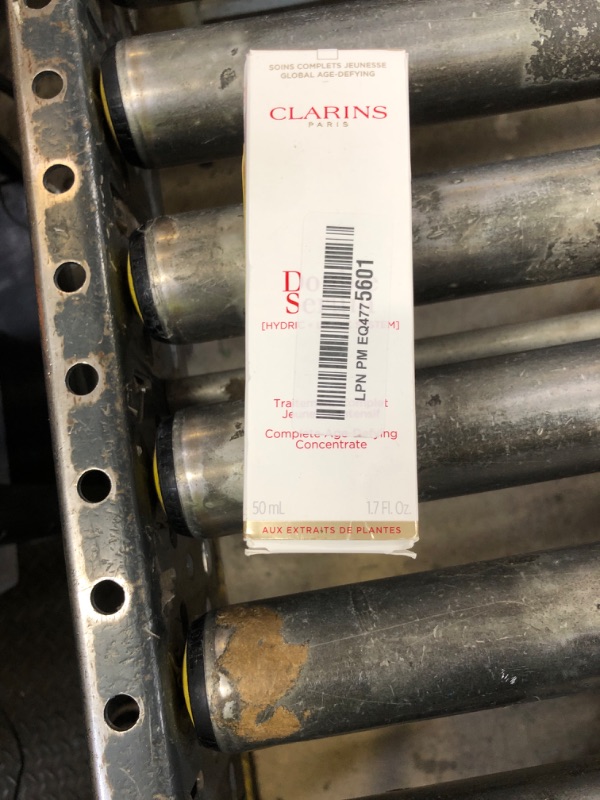 SOINS COMPLETS JEUNESSE
GLOBAL AGE-DEFYING
CLARINS
PARIS
LPN PM EQ4775601
Complete Age-Defying
Concentrate
50 mL 1.7 Fl. Oz.
AUX EXTRAITS DE PLANTES